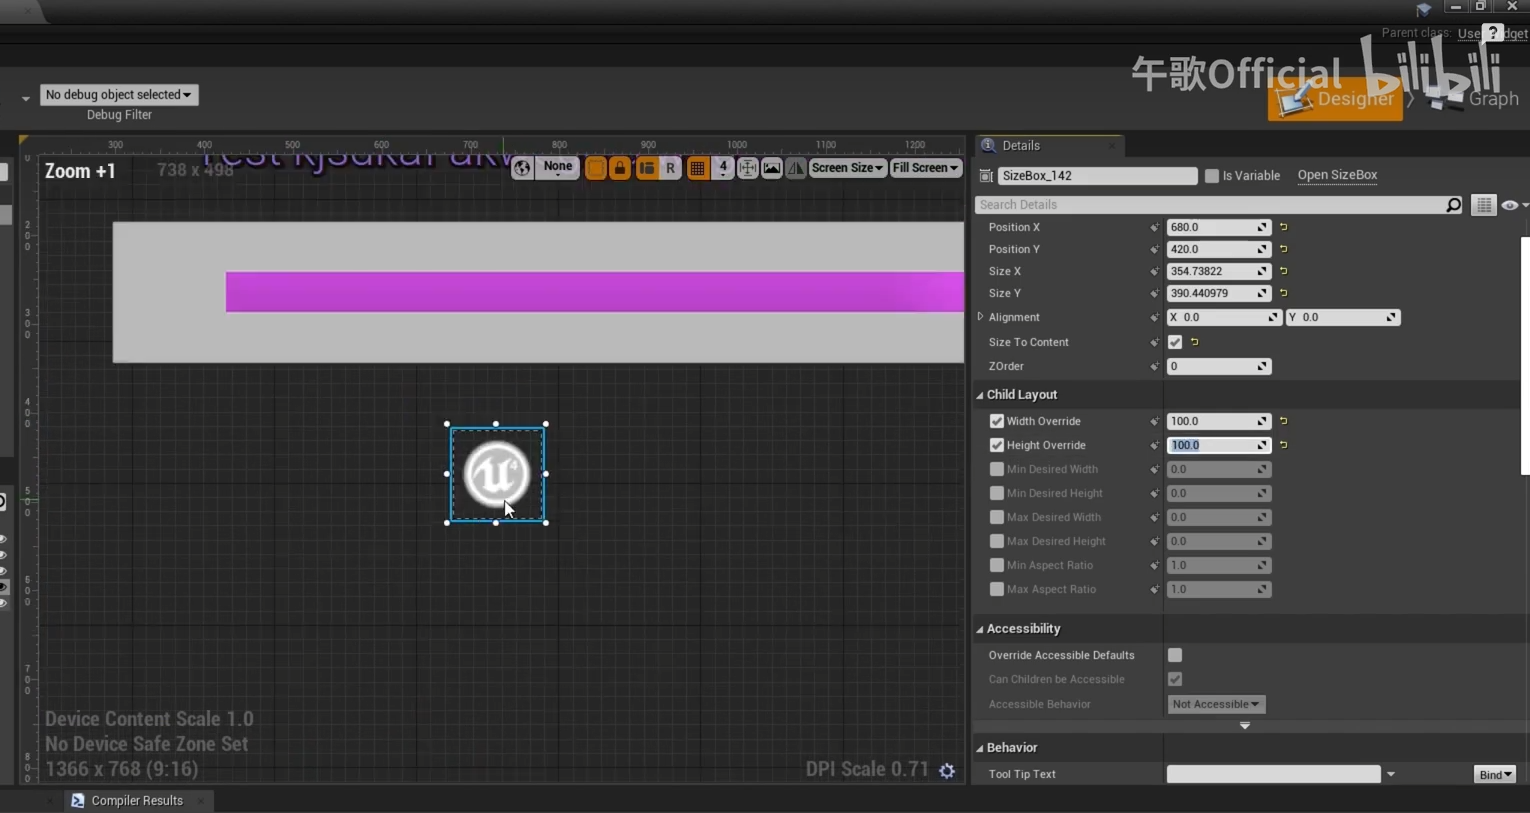 Parent class: User Widget
?
午歌Official bilibili
No debug object selected
Debug Filter
Designer
Graph
300 400 500 600 700 800 900 1000 1100 1200
Zoom +1
738 x 498
None
R
4
Screen Size
Fill Screen
Details
SizeBox_142
Is Variable
Open SizeBox
Search Details
Position X 680.0
Position Y 420.0
Size X 354.73822
Size Y 390.440979
Alignment X 0.0 Y 0.0
Size To Content
ZOrder 0
Child Layout
Width Override 100.0
Height Override 100.0
Min Desired Width 0.0
Min Desired Height 0.0
Max Desired Width 0.0
Max Desired Height 0.0
Min Aspect Ratio 1.0
Max Aspect Ratio 1.0
Accessibility
Override Accessible Defaults
Can Children be Accessible
Accessible Behavior Not Accessible
Behavior
Tool Tip Text
Bind
Device Content Scale 1.0
No Device Safe Zone Set
1366 x 768 (9:16)
DPI Scale 0.71
Compiler Results